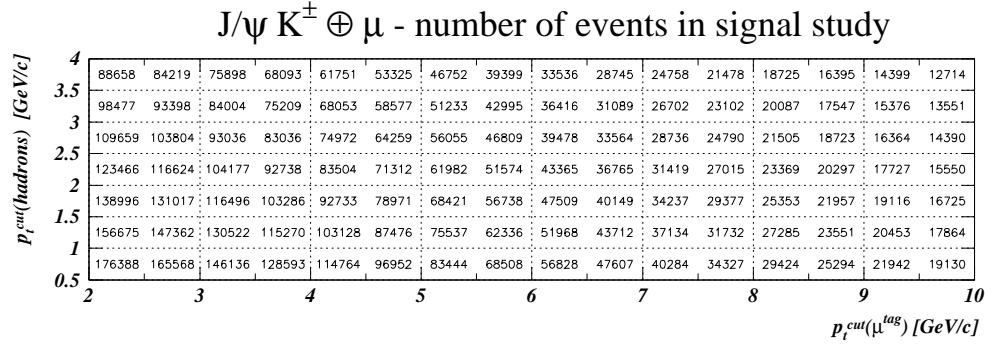 J/ψ K± ⊕ μ - number of events in signal study
p_t^cut(hadrons) [GeV/c]
4
88658 84219 75898 68093 61751 53325 46752 39399 33536 28745 24758 21478 18725 16395 14399 12714
3.5
98477 93398 84004 75209 68053 58577 51233 42995 36416 31089 26702 23102 20087 17547 15376 13551
3
109659 103804 93036 83036 74972 64259 56055 46809 39478 33564 28736 24790 21505 18723 16364 14390
2.5
123466 116624 104177 92738 83504 71312 61982 51574 43365 36765 31419 27015 23369 20297 17727 15550
2
138996 131017 116496 103286 92733 78971 68421 56738 47509 40149 34237 29377 25353 21957 19116 16725
1.5
156675 147362 130522 115270 103128 87476 75537 62336 51968 43712 37134 31732 27285 23551 20453 17864
1
176388 165568 146136 128593 114764 96952 83444 68508 56828 47607 40284 34327 29424 25294 21942 19130
0.5
2 3 4 5 6 7 8 9 10
p_t^cut(μ^tag) [GeV/c]